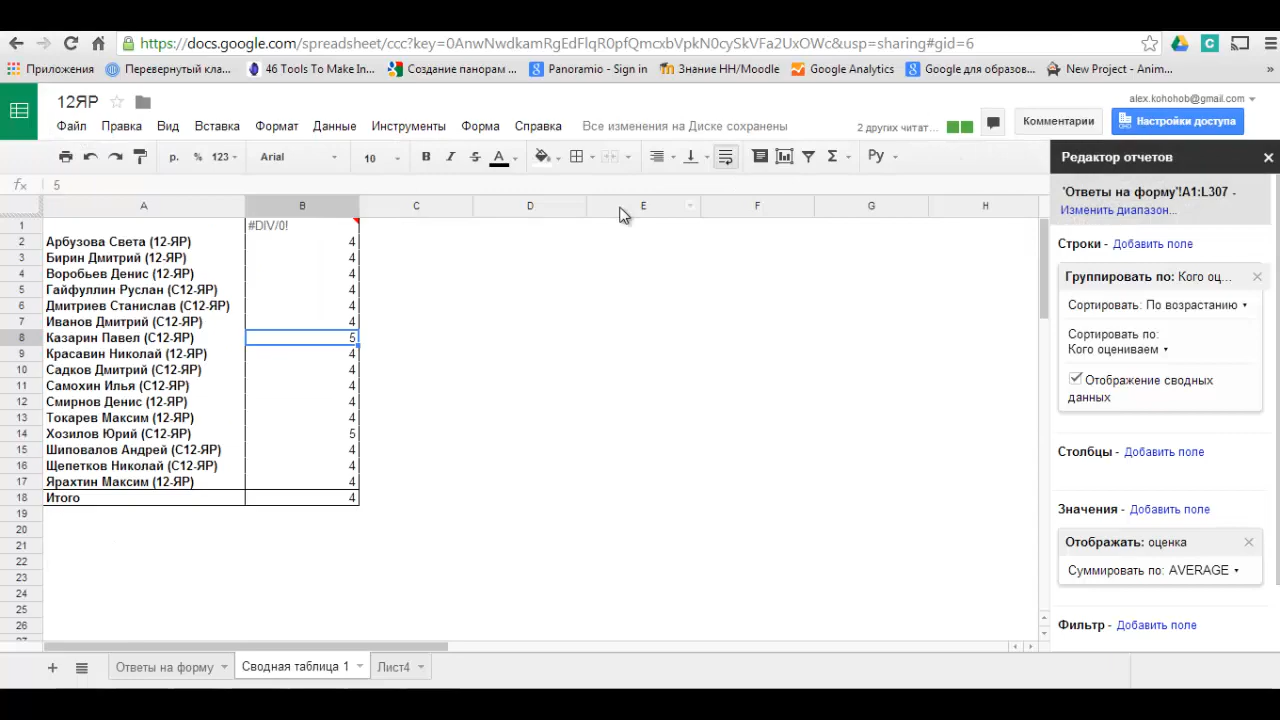 https://docs.google.com/spreadsheet/ccc?key=0AnwNwdkamRgEdFlqR0pfQmcxbVpkN0cySkVFa2UxOWc&usp=sharing#gid=6
Приложения Перевернутый кл... 46 Tools To Make In... Создание панорам ... Panoramio - Sign in Знание НН/Moodle Google Analytics Google для образов... New Project - Anim... »
12ЯР
alex.kohohob@gmail.com
Файл Правка Вид Вставка Формат Данные Инструменты Форма Справка Все изменения на Диске сохранены 2 других читат... Комментарии Настройки доступа
р. % 123 Arial 10 B I S A Σ Ру
fx 5
A B C D E F G H
1 #DIV/0!
2 Арбузова Света (12-ЯР) 4
3 Бирин Дмитрий (12-ЯР) 4
4 Воробьев Денис (12-ЯР) 4
5 Гайфуллин Руслан (С12-ЯР) 4
6 Дмитриев Станислав (С12-ЯР) 4
7 Иванов Дмитрий (С12-ЯР) 4
8 Казарин Павел (С12-ЯР) 5
9 Красавин Николай (12-ЯР) 4
10 Садков Дмитрий (С12-ЯР) 4
11 Самохин Илья (С12-ЯР) 4
12 Смирнов Денис (12-ЯР) 4
13 Токарев Максим (12-ЯР) 4
14 Хозилов Юрий (С12-ЯР) 5
15 Шиповалов Андрей (С12-ЯР) 4
16 Щепетков Николай (С12-ЯР) 4
17 Ярахтин Максим (12-ЯР) 4
18 Итого 4
19
20
21
22
23
24
25
26
27
Редактор отчетов
'Ответы на форму'!A1:L307 -
Изменить диапазон...
Строки - Добавить поле
Группировать по: Кого оц...
Сортировать: По возрастанию
Сортировать по:
Кого оцениваем
Отображение сводных
данных
Столбцы - Добавить поле
Значения - Добавить поле
Отображать: оценка
Суммировать по: AVERAGE
Фильтр - Добавить поле
+ Ответы на форму Сводная таблица 1 Лист4